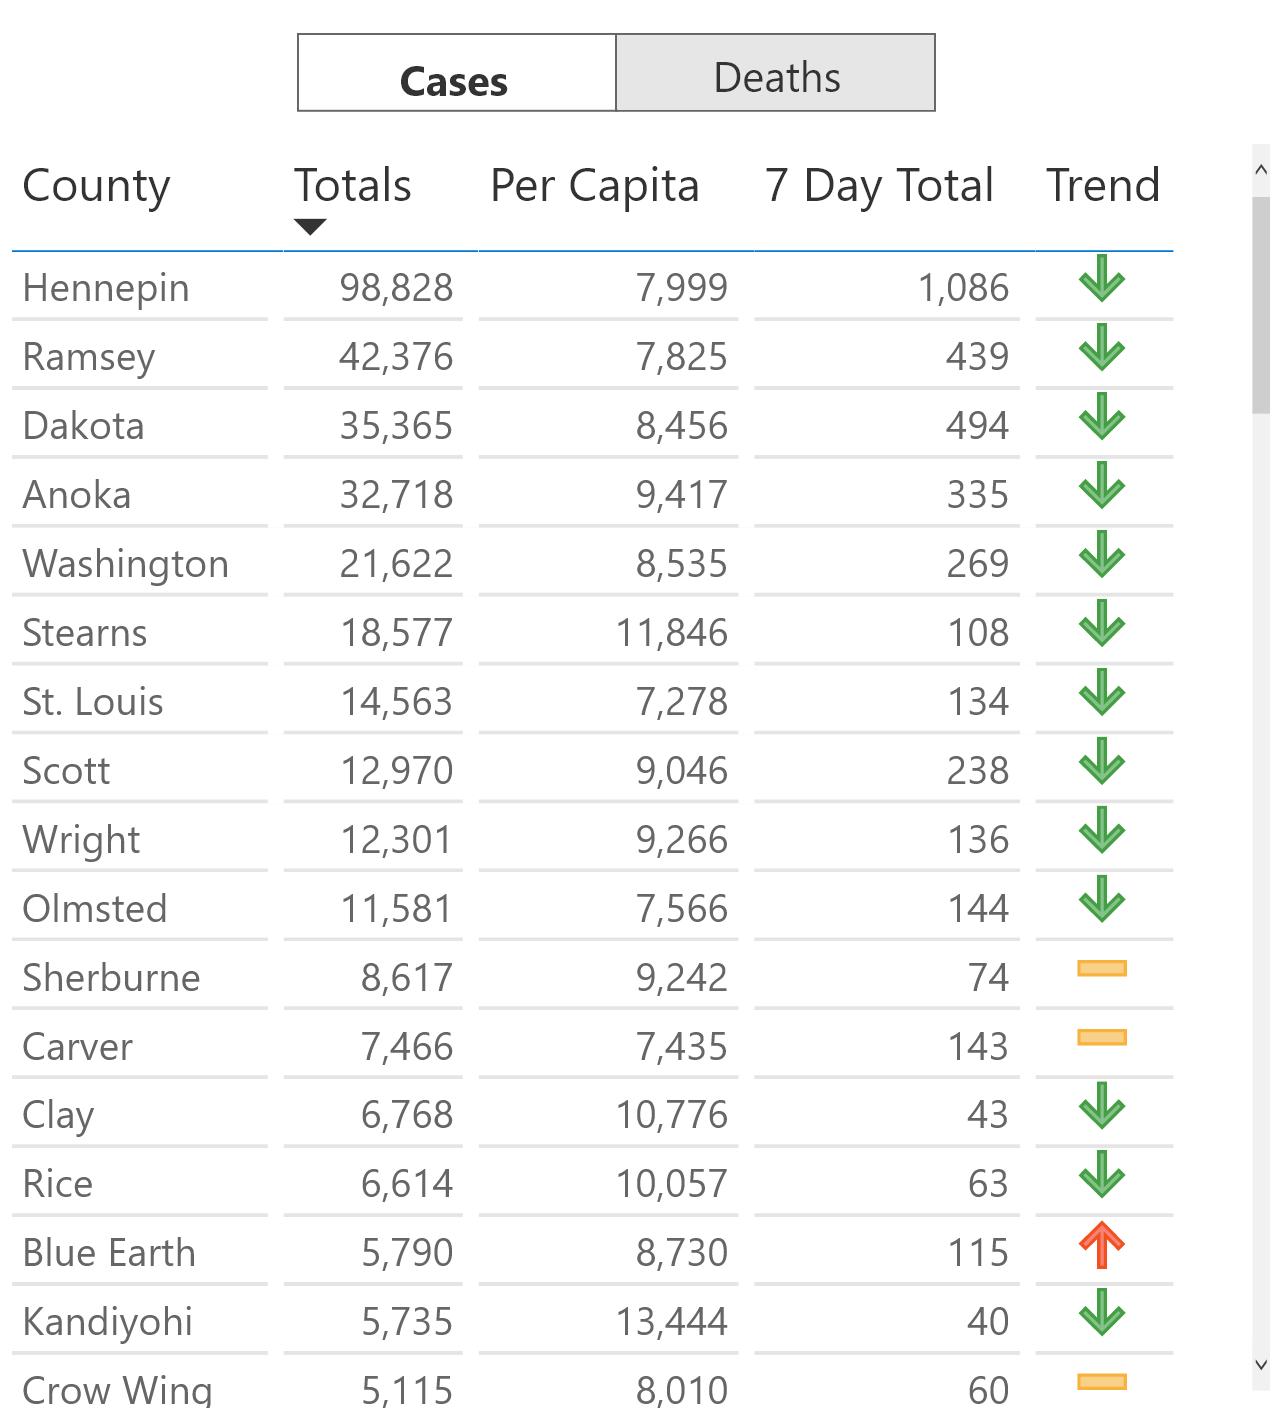 Cases Deaths
County Totals Per Capita 7 Day Total Trend
Hennepin 98,828 7,999 1,086
Ramsey 42,376 7,825 439
Dakota 35,365 8,456 494
Anoka 32,718 9,417 335
Washington 21,622 8,535 269
Stearns 18,577 11,846 108
St. Louis 14,563 7,278 134
Scott 12,970 9,046 238
Wright 12,301 9,266 136
Olmsted 11,581 7,566 144
Sherburne 8,617 9,242 74
Carver 7,466 7,435 143
Clay 6,768 10,776 43
Rice 6,614 10,057 63
Blue Earth 5,790 8,730 115
Kandiyohi 5,735 13,444 40
Crow Wing 5,115 8,010 60